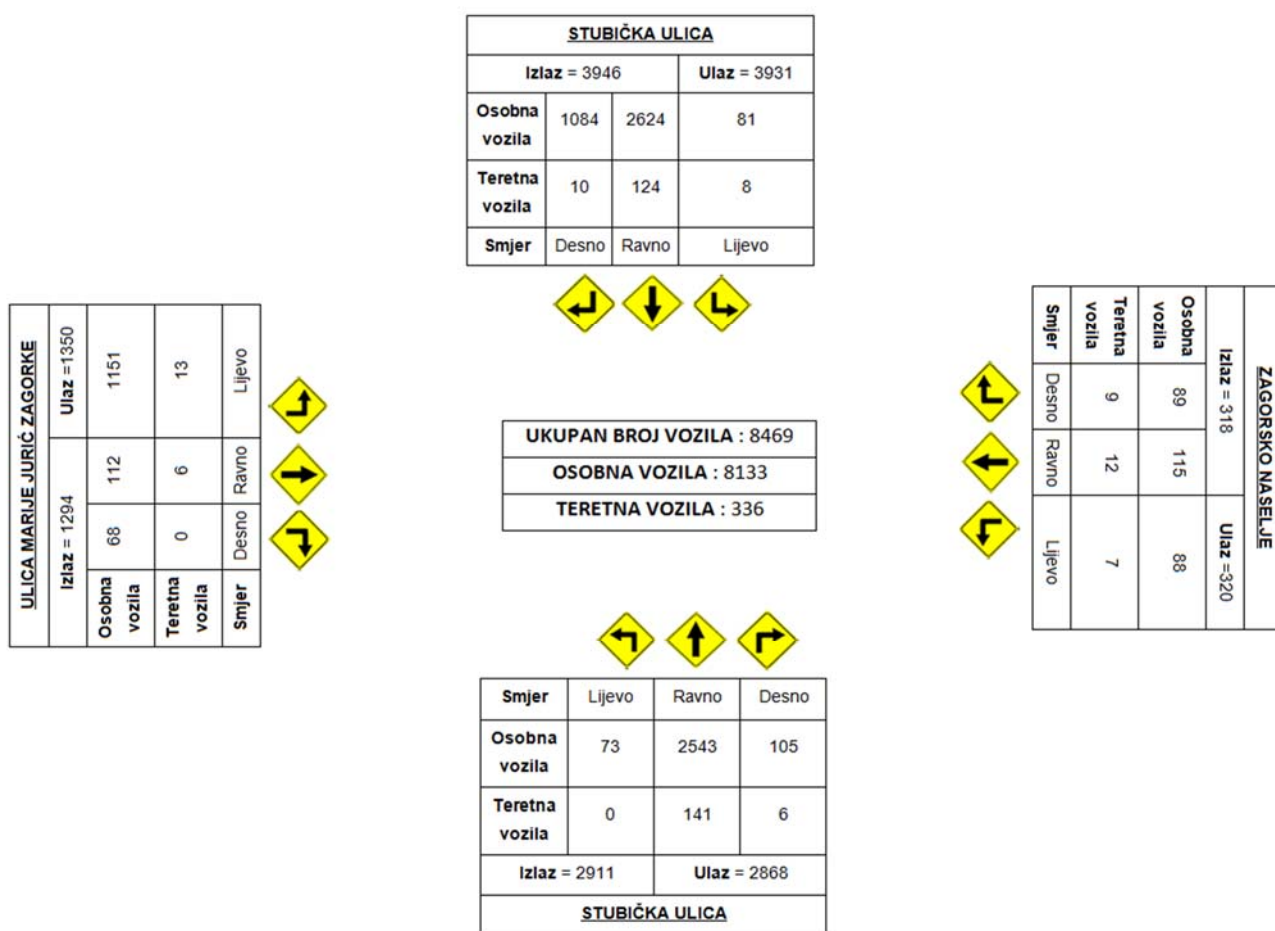 STUBIČKA ULICA
Izlaz = 3946 Ulaz = 3931
Osobna vozila 1084 2624 81
Teretna vozila 10 124 8
Smjer Desno Ravno Lijevo
ULICA MARIJE JURIĆ ZAGORKE
Izlaz = 1294 Ulaz =1350
Osobna vozila 68 112 1151
Teretna vozila 0 6 13
Smjer Desno Ravno Lijevo
UKUPAN BROJ VOZILA : 8469
OSOBNA VOZILA : 8133
TERETNA VOZILA : 336
ZAGORSKO NASELJE
Izlaz = 318 Ulaz =320
Osobna vozila 89 115 88
Teretna vozila 9 12 7
Smjer Desno Ravno Lijevo
Smjer Lijevo Ravno Desno
Osobna vozila 73 2543 105
Teretna vozila 0 141 6
Izlaz = 2911 Ulaz = 2868
STUBIČKA ULICA